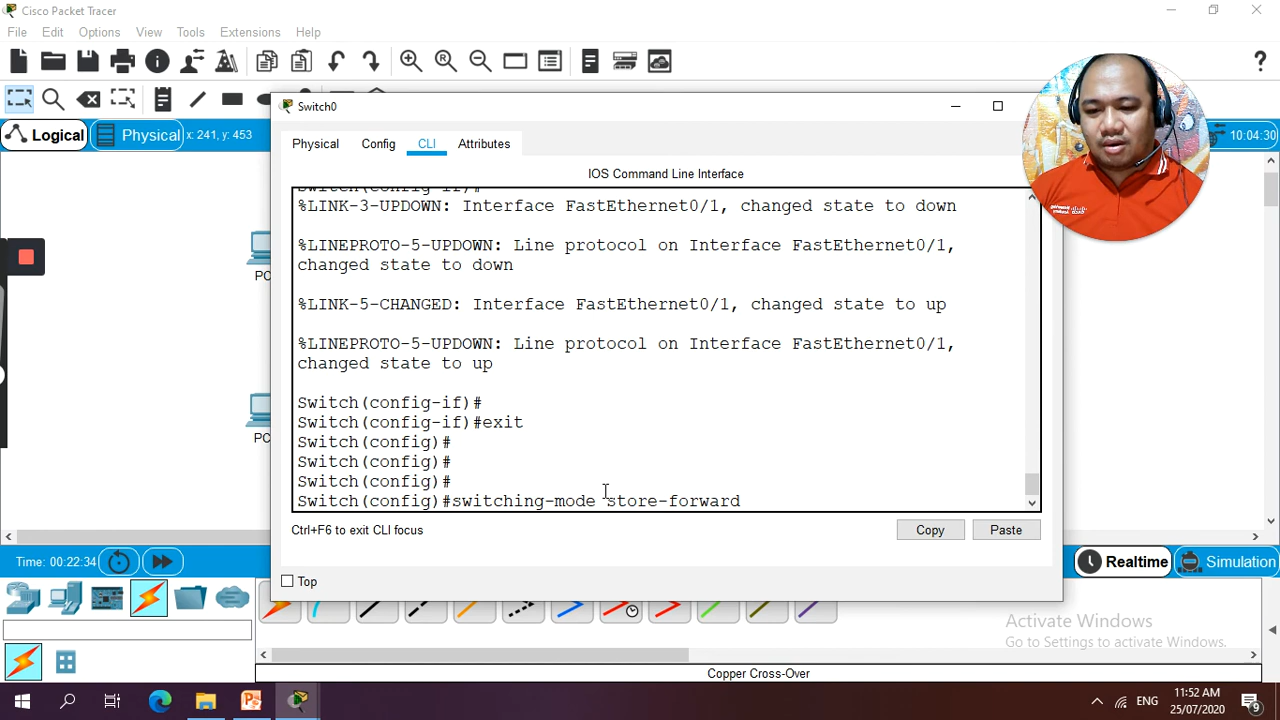 Cisco Packet Tracer
File Edit Options View Tools Extensions Help
Switch0
Logical Physical x: 241, y: 453
10:04:30
Physical Config CLI Attributes
IOS Command Line Interface
Switch(config-if)#
%LINK-3-UPDOWN: Interface FastEthernet0/1, changed state to down
%LINEPROTO-5-UPDOWN: Line protocol on Interface FastEthernet0/1,
changed state to down
%LINK-5-CHANGED: Interface FastEthernet0/1, changed state to up
%LINEPROTO-5-UPDOWN: Line protocol on Interface FastEthernet0/1,
changed state to up
Switch(config-if)#
Switch(config-if)#exit
Switch(config)#
Switch(config)#
Switch(config)#
Switch(config)#switching-mode store-forward
Ctrl+F6 to exit CLI focus
Copy Paste
Top
Time: 00:22:34
Realtime Simulation
Activate Windows
Go to Settings to activate Windows.
Copper Cross-Over
ENG
11:52 AM
25/07/2020
9